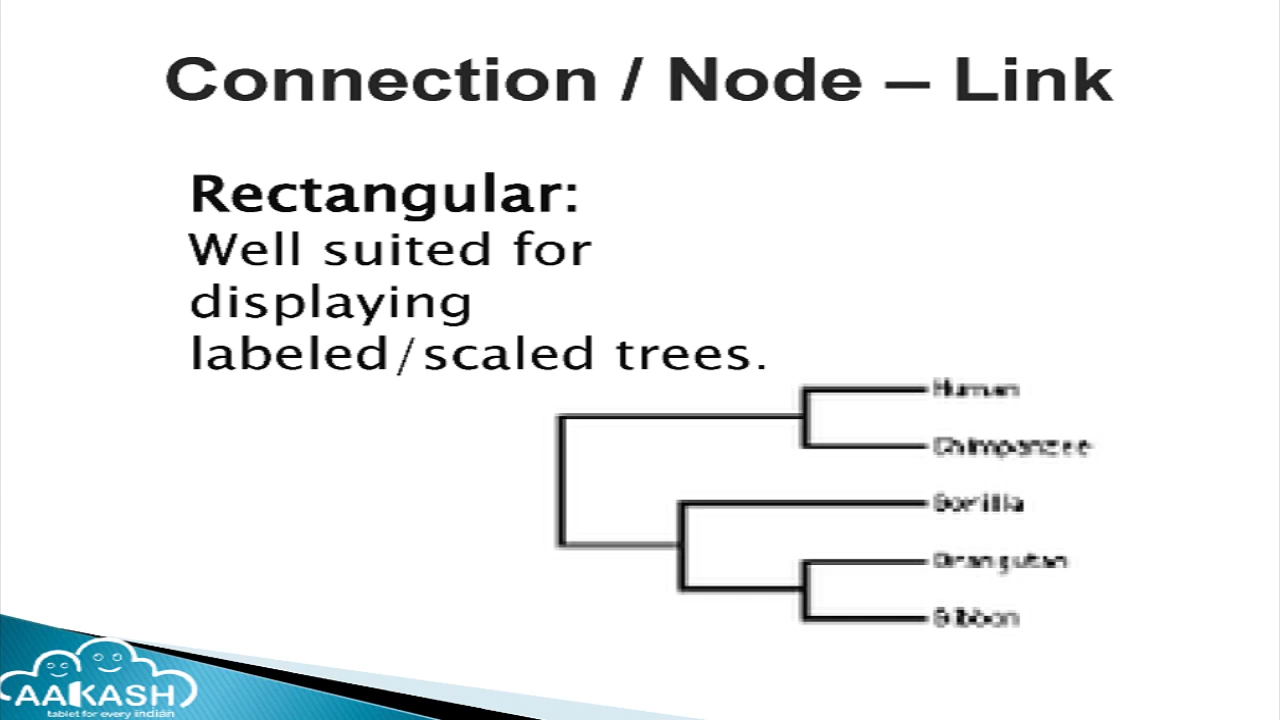 Connection / Node – Link
Rectangular:
Well suited for
displaying
labeled/scaled trees.
Human
Chimpanzee
Gorilla
Orangutan
Gibbon
AAKASH
tablet for every indian